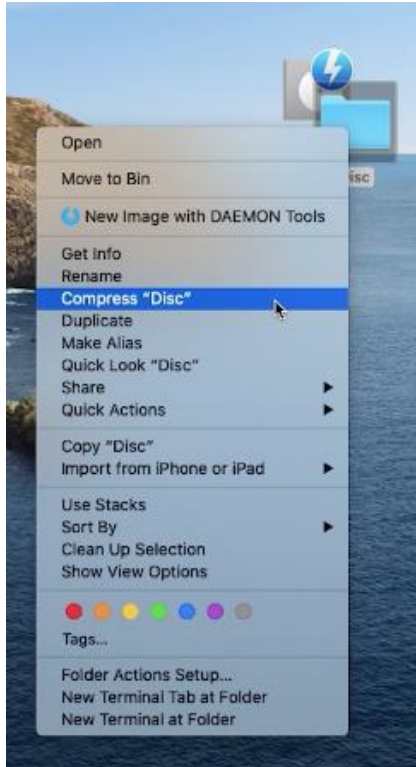 isc
Open
Move to Bin
New Image with DAEMON Tools
Get Info
Rename
Compress “Disc”
Duplicate
Make Alias
Quick Look “Disc”
Share
Quick Actions
Copy “Disc”
Import from iPhone or iPad
Use Stacks
Sort By
Clean Up Selection
Show View Options
Tags...
Folder Actions Setup...
New Terminal Tab at Folder
New Terminal at Folder